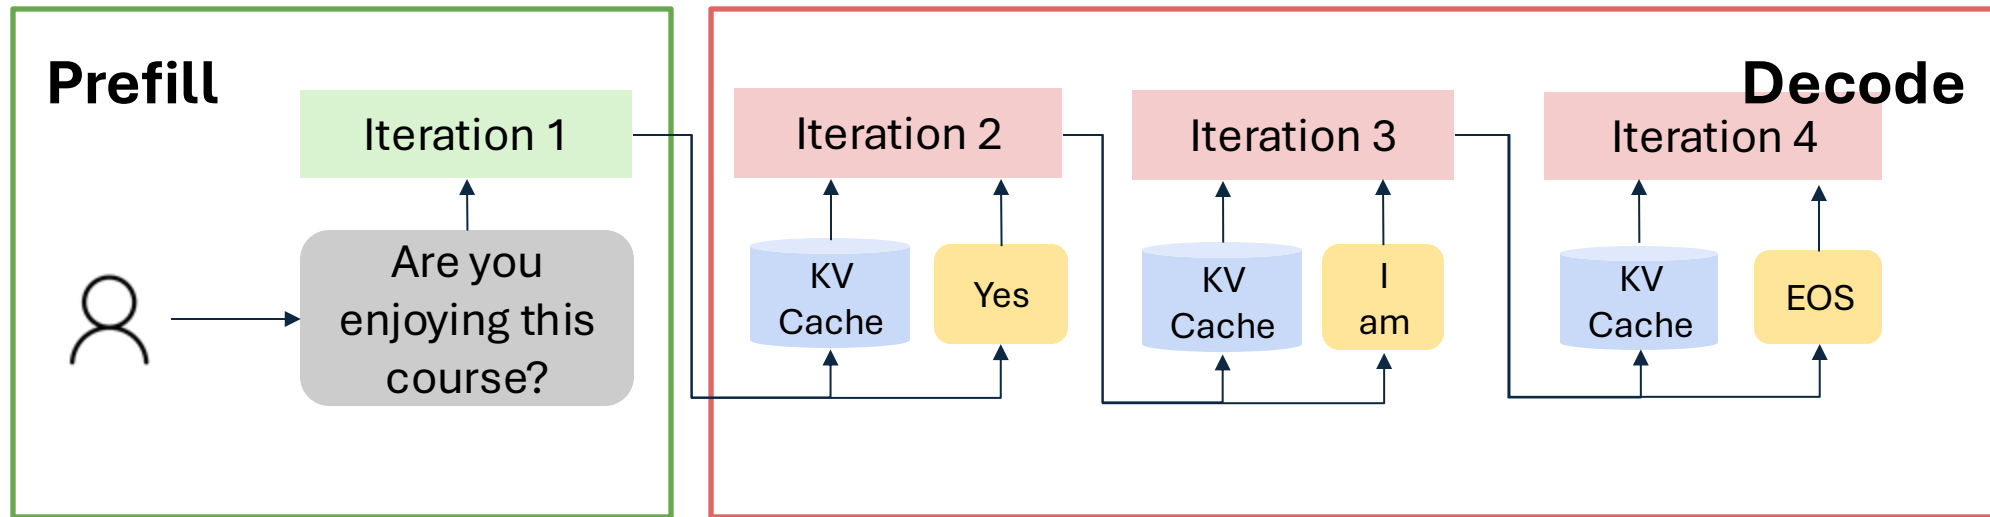 Prefill
Decode
Iteration 1
Iteration 2
Iteration 3
Iteration 4
Are you
enjoying this
course?
KV
Cache
Yes
KV
Cache
I
am
KV
Cache
EOS